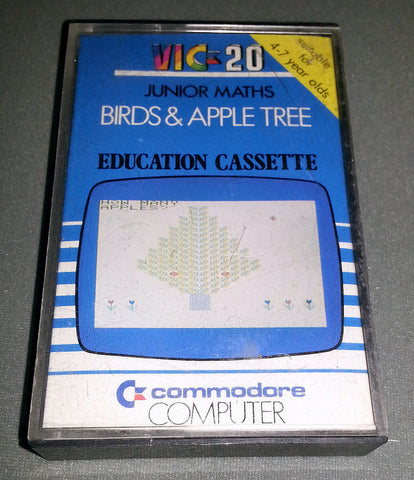 VIC 20
suitable
for
4-7 year olds
JUNIOR MATHS
BIRDS & APPLE TREE
EDUCATION CASSETTE
HOW MANY
APPLES?
commodore
COMPUTER